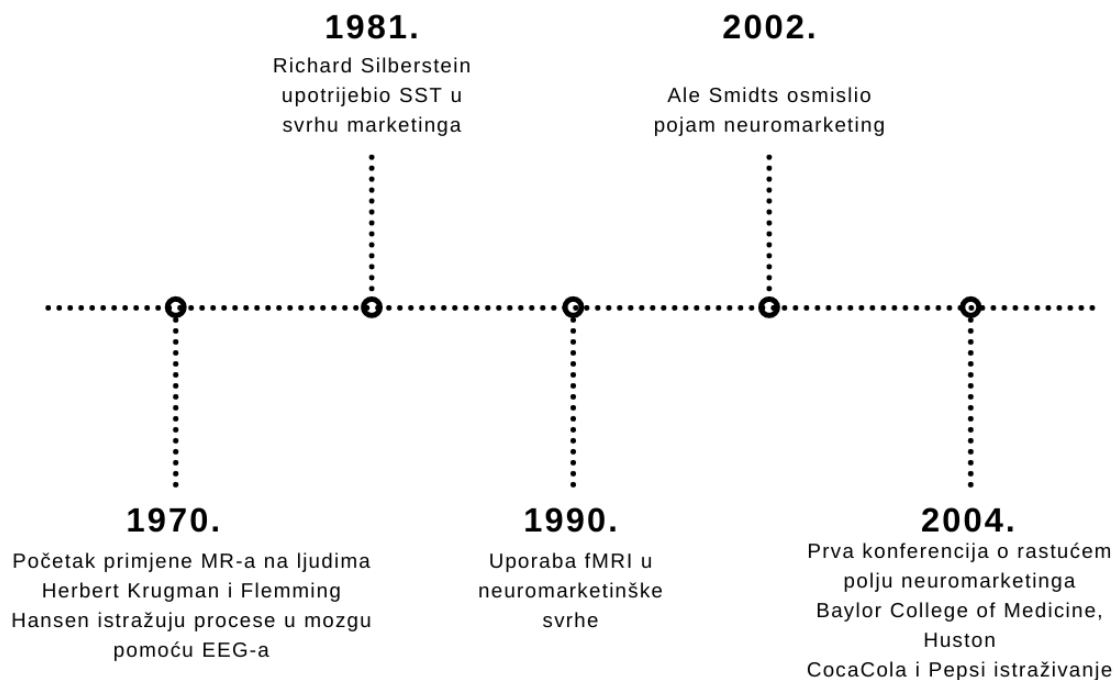 1981.
Richard Silberstein
upotrijebio SST u
svrhu marketinga
2002.
Ale Smidts osmislio
pojam neuromarketing
1970.
Početak primjene MR-a na ljudima
Herbert Krugman i Flemming
Hansen istražuju procese u mozgu
pomoću EEG-a
1990.
Uporaba fMRI u
neuromarketinške
svrhe
2004.
Prva konferencija o rastućem
polju neuromarketinga
Baylor College of Medicine,
Huston
CocaCola i Pepsi istraživanje